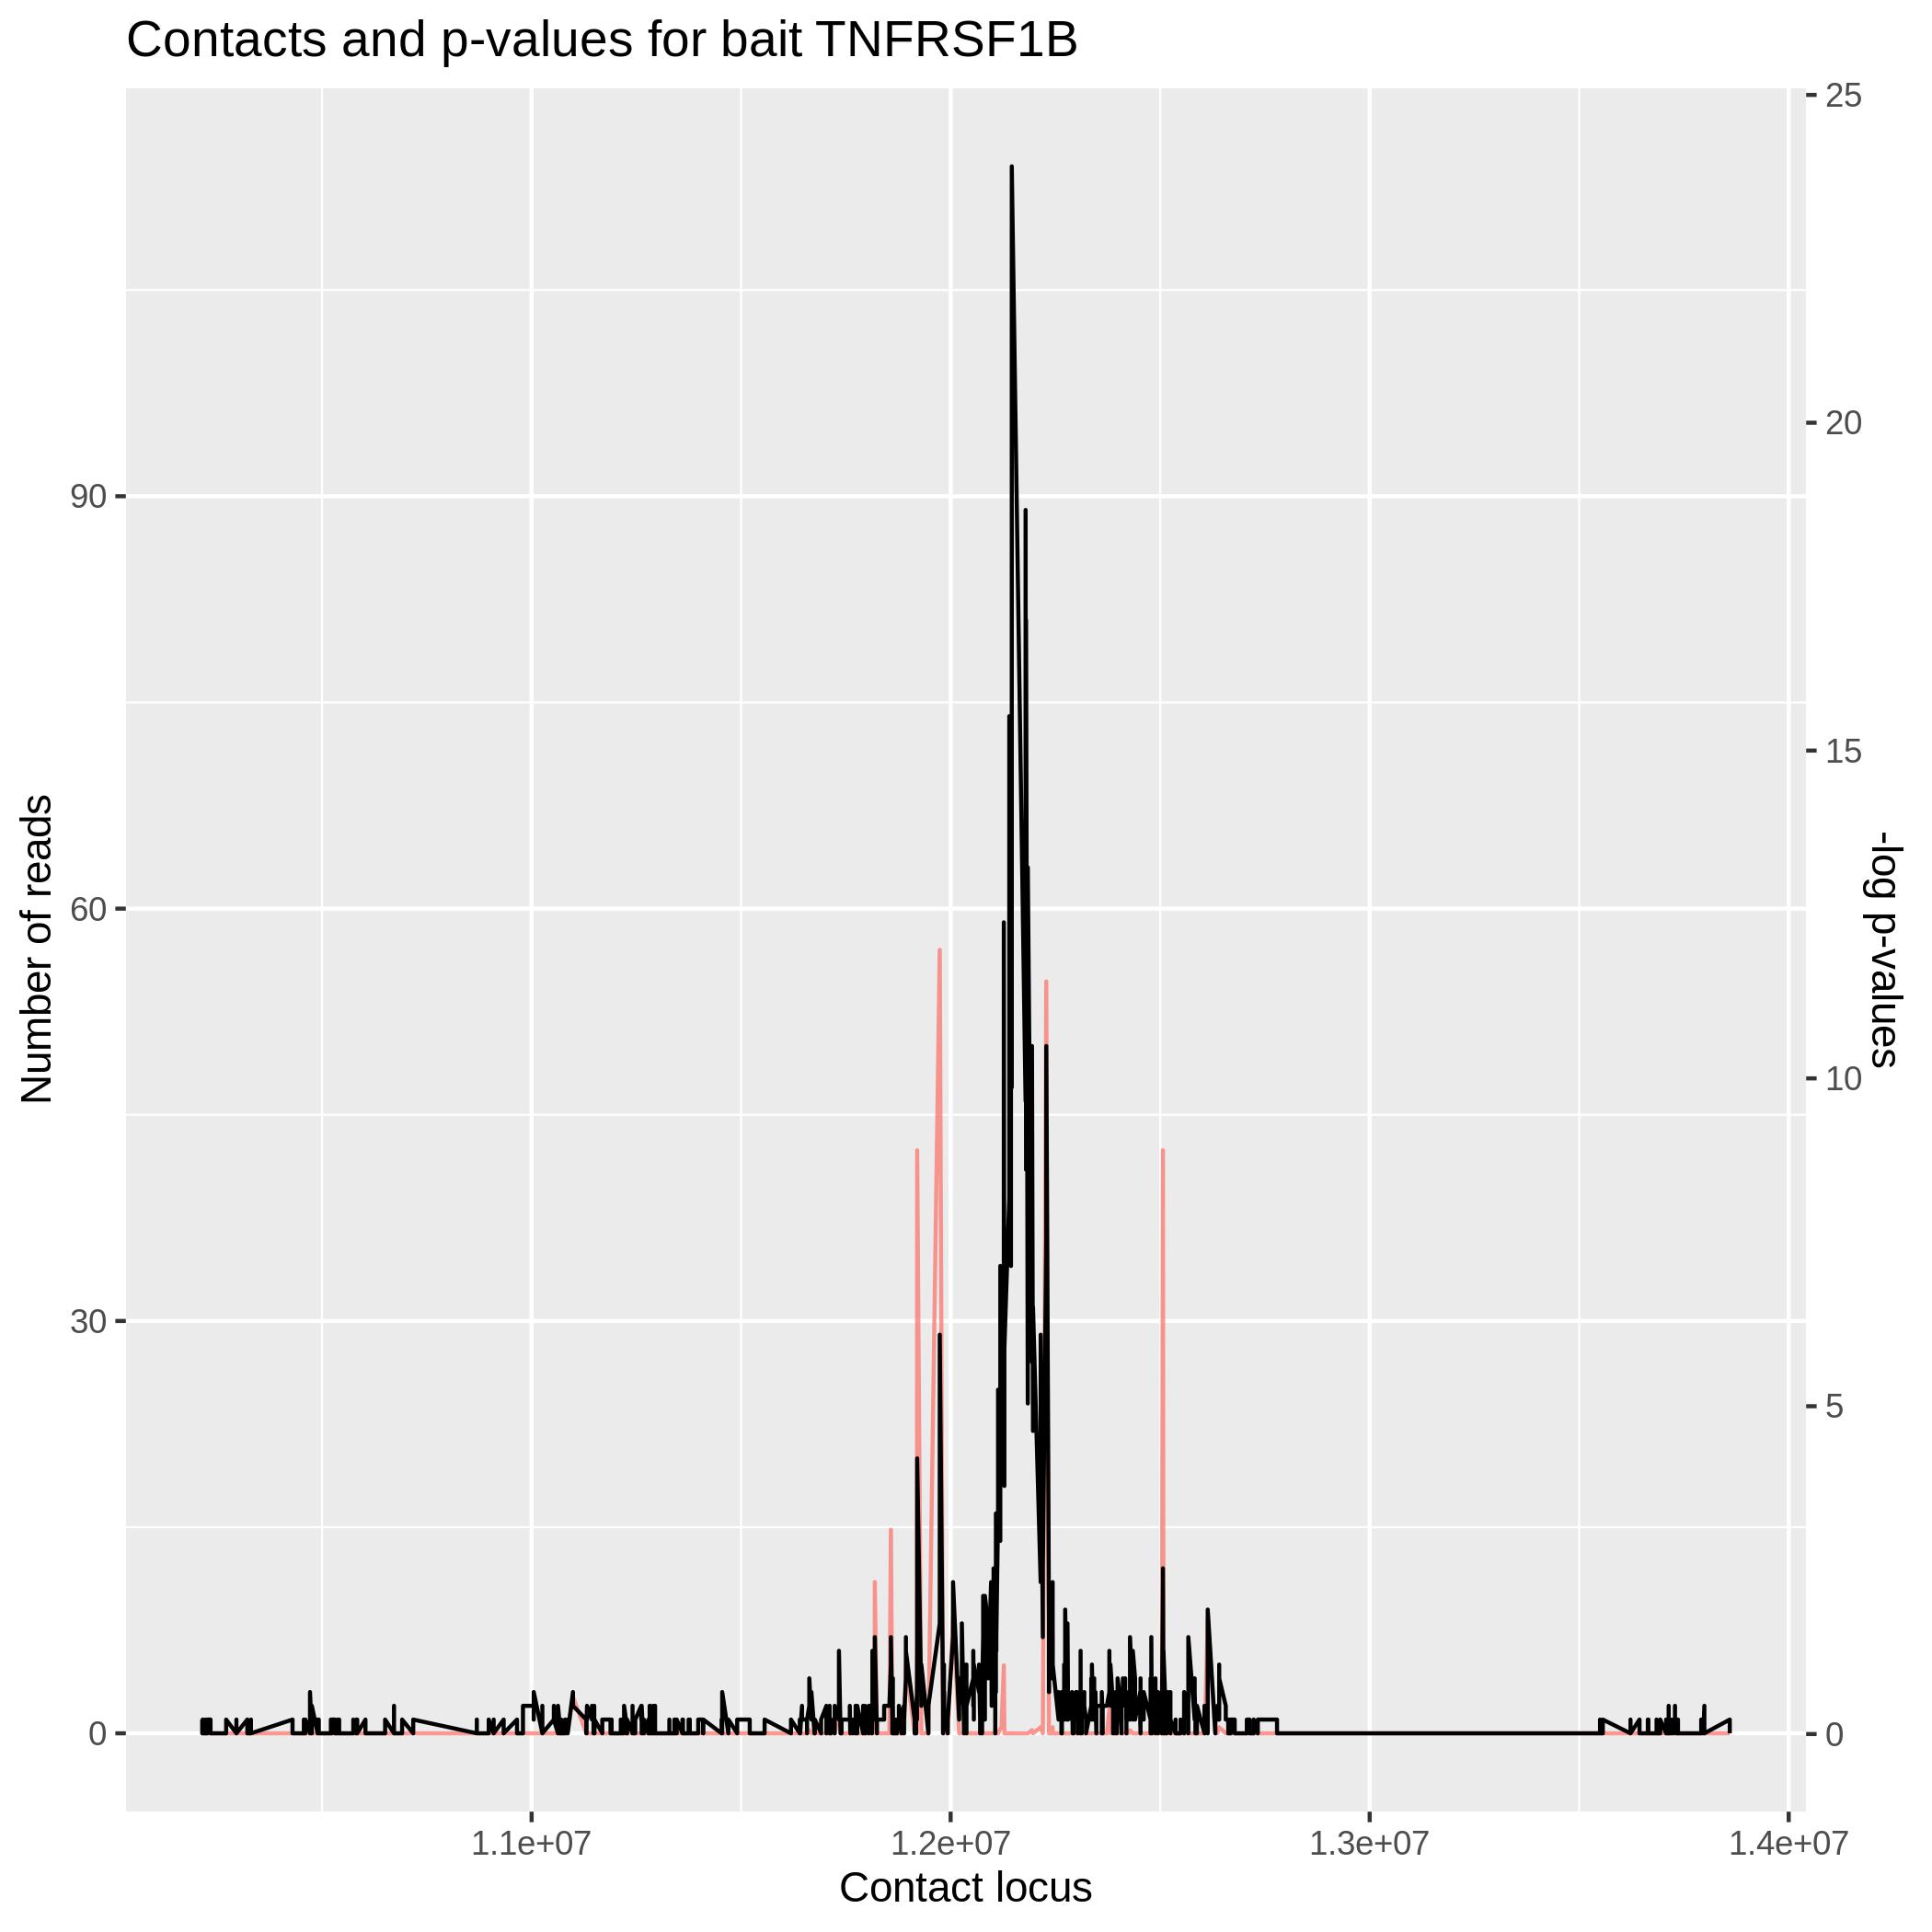 Contacts and p-values for bait TNFRSF1B
Number of reads
90
60
30
0
25
20
15
10
5
0
-log p-values
1.1e+07
1.2e+07
1.3e+07
1.4e+07
Contact locus